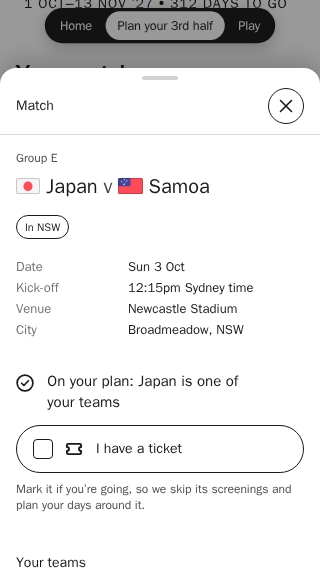 1 OCT–13 NOV '27 • 312 DAYS TO GO
Home
Plan your 3rd half
Play
Match
Group E
Japan v Samoa
In NSW
Date
Sun 3 Oct
Kick-off
12:15pm Sydney time
Venue
Newcastle Stadium
City
Broadmeadow, NSW
On your plan: Japan is one of
your teams
I have a ticket
Mark it if you're going, so we skip its screenings and
plan your days around it.
Your teams